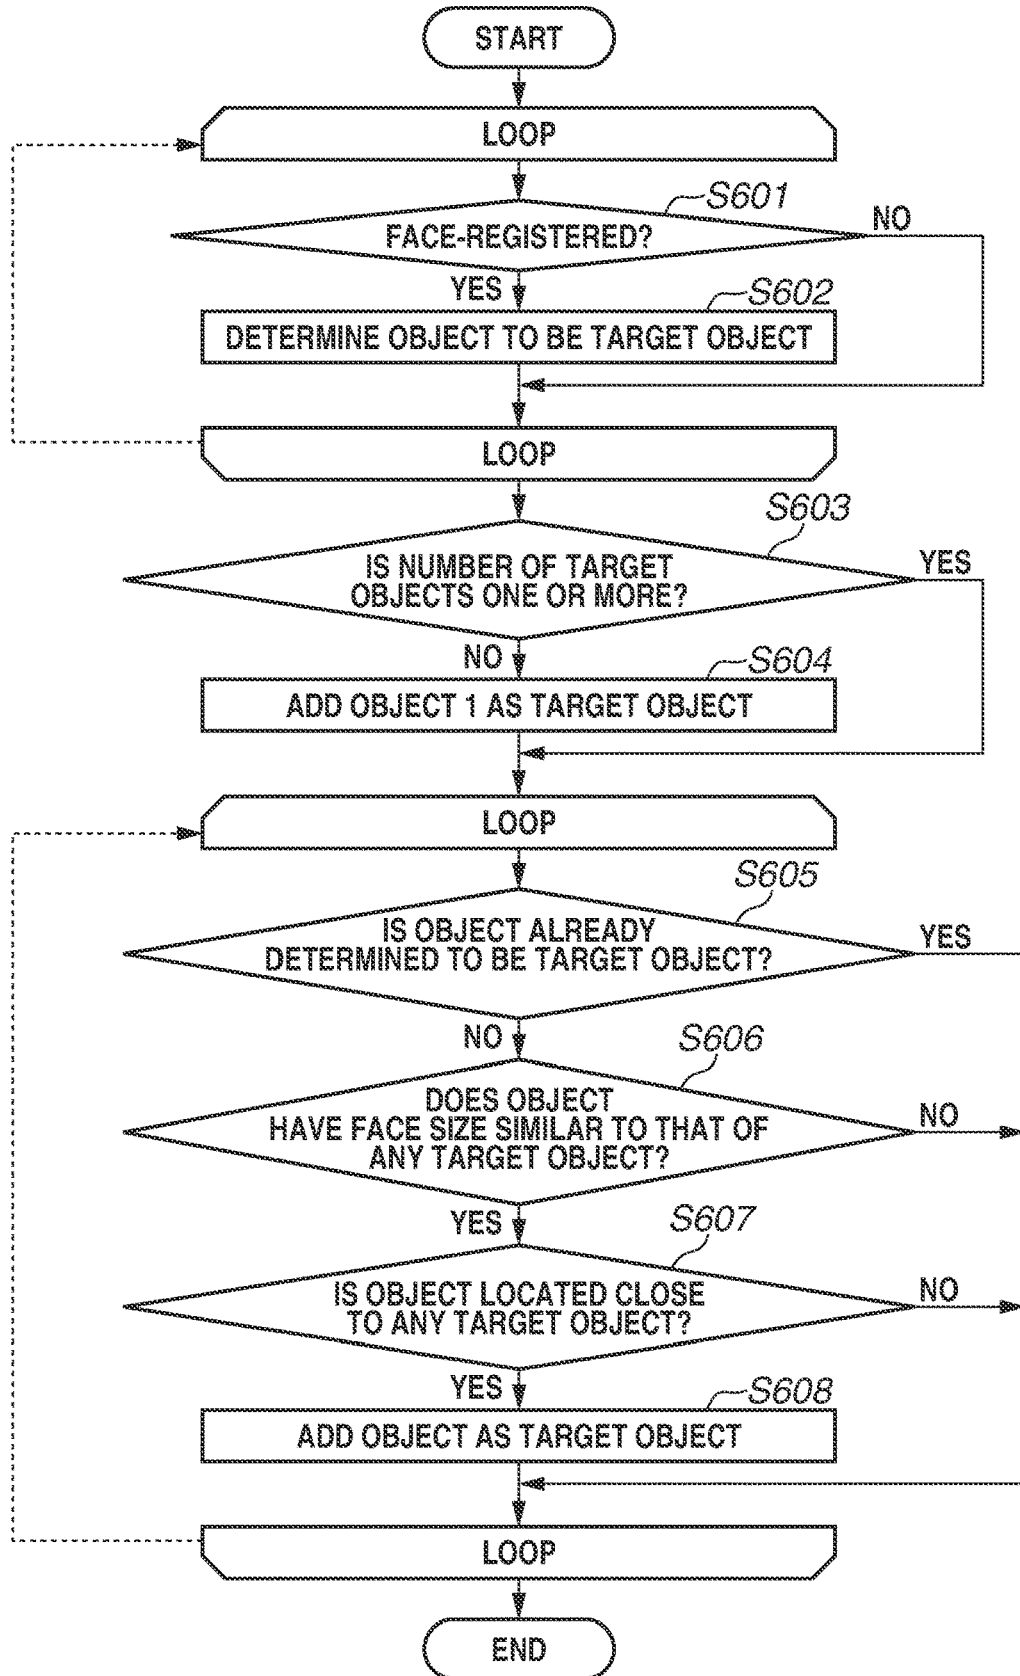 START
LOOP
S601
FACE-REGISTERED?
NO
YES
S602
DETERMINE OBJECT TO BE TARGET OBJECT
LOOP
S603
IS NUMBER OF TARGET
OBJECTS ONE OR MORE?
YES
NO
S604
ADD OBJECT 1 AS TARGET OBJECT
LOOP
S605
IS OBJECT ALREADY
DETERMINED TO BE TARGET OBJECT?
YES
NO
S606
DOES OBJECT
HAVE FACE SIZE SIMILAR TO THAT OF
ANY TARGET OBJECT?
NO
YES
S607
IS OBJECT LOCATED CLOSE
TO ANY TARGET OBJECT?
NO
YES
S608
ADD OBJECT AS TARGET OBJECT
LOOP
END